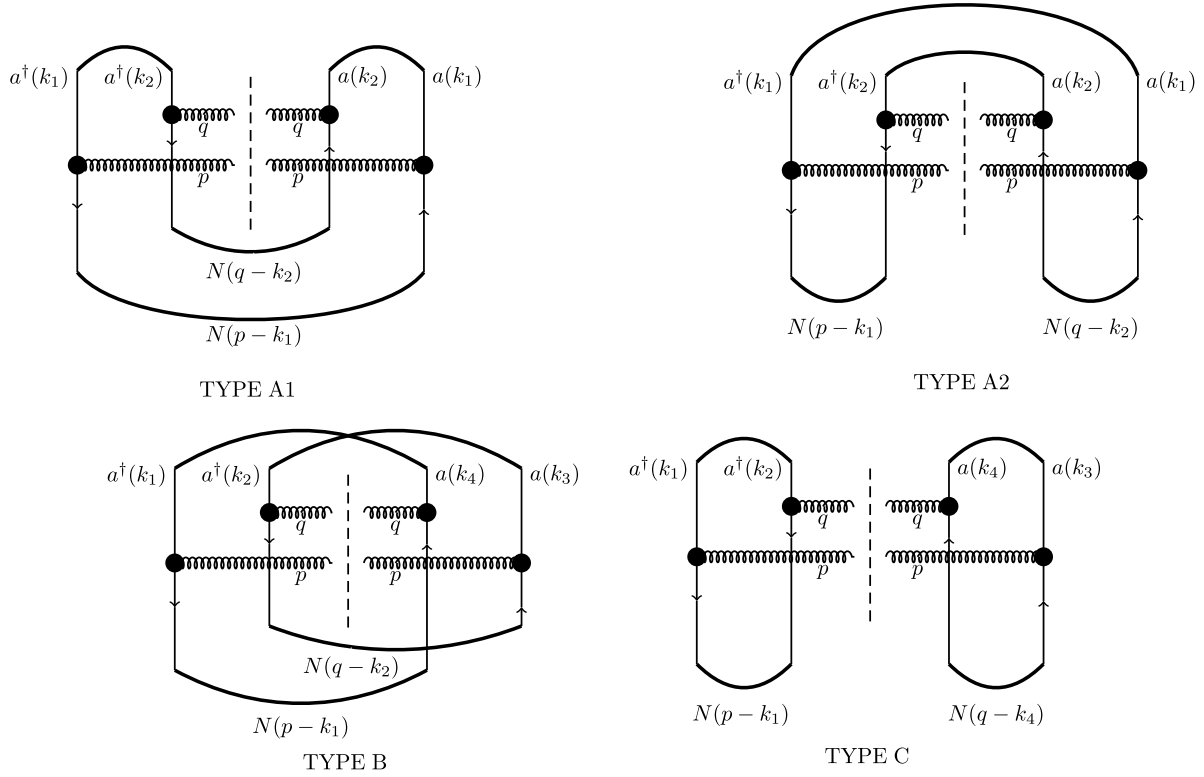 a†(k₁) a†(k₂) a(k₂) a(k₁)
q q
p p
N(q − k₂)
N(p − k₁)
TYPE A1
a†(k₁) a†(k₂) a(k₂) a(k₁)
q q
p p
N(p − k₁) N(q − k₂)
TYPE A2
a†(k₁) a†(k₂) a(k₄) a(k₃)
q q
p p
N(q − k₂)
N(p − k₁)
TYPE B
a†(k₁) a†(k₂) a(k₄) a(k₃)
q q
p p
N(p − k₁) N(q − k₄)
TYPE C